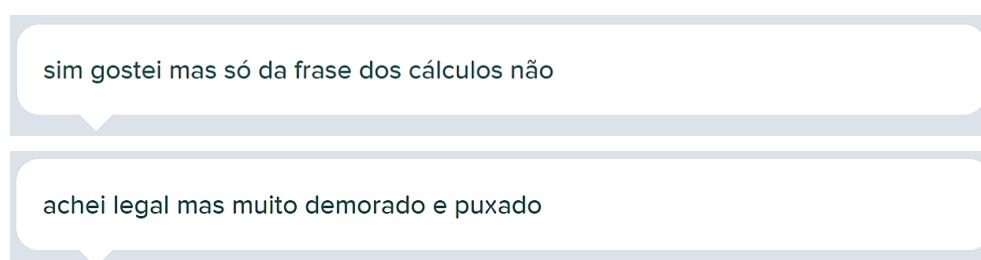 sim gostei mas só da frase dos cálculos não
achei legal mas muito demorado e puxado